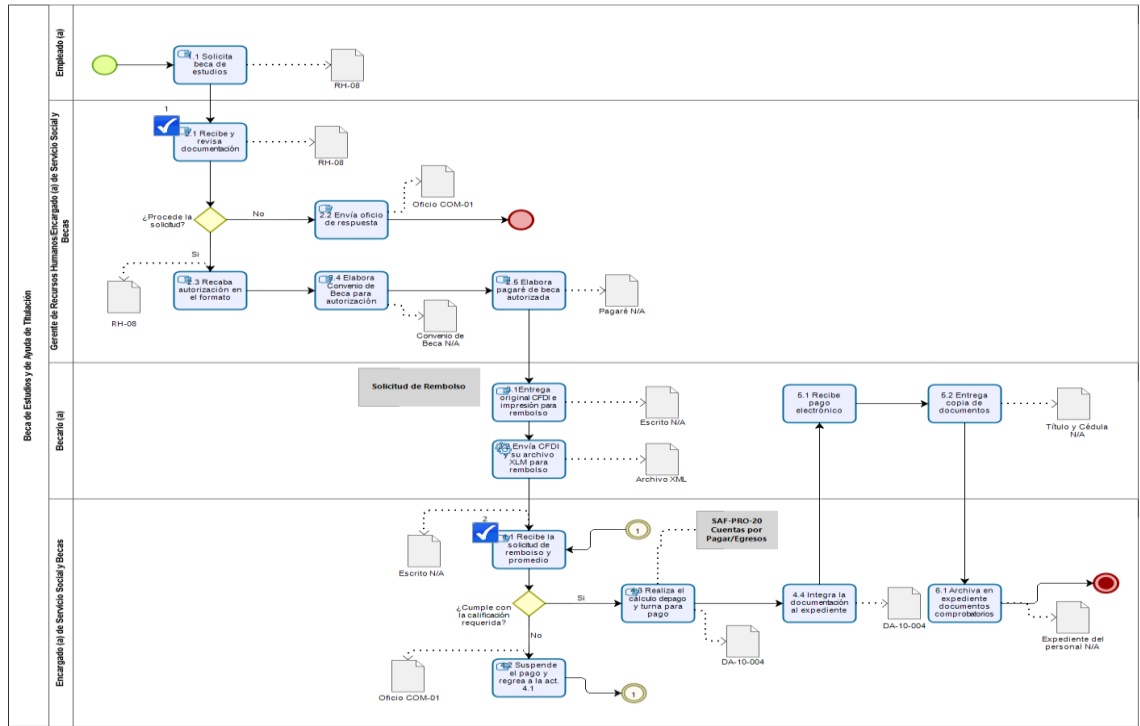 Beca de Estudios y de Ayuda de Titulación
Empleado (a)
1.1 Solicita
beca de
estudios
RH-08
Gerente de Recursos Humanos/Encargado (a) de Servicio Social y
Becas
1
2.1 Recibe y
revisa
documentación
RH-08
¿Procede la
solicitud?
No
2.2 Envía oficio
de respuesta
Oficio COM-01
Si
RH-08
2.3 Recaba
autorización en
el formato
2.4 Elabora
Convenio de
Beca para
autorización
Convenio de
Beca N/A
Elabora
pagaré de beca
autorizada
Pagaré N/A
Becario (a)
Solicitud de Rembolso
Entrega
original CFDI e
impresión para
rembolso
Escrito N/A
Envía CFDI
y su archivo
XLM para
rembolso
Archivo XML
5.1 Recibe
pago
electrónico
5.2 Entrega
copia de
documentos
Título y Cédula
N/A
Encargado (a) de Servicio Social y Becas
2
4.1 Recibe la
solicitud de
rembolso y
promedio
Escrito N/A
1
SAF-PRO-20
Cuentas por
Pagar/Egresos
¿Cumple con
la calificación
requerida?
Si
4.3 Realiza el
cálculo depago
y turna para
pago
DA-10-004
4.4 Integra la
documentación
al expediente
DA-10-004
6.1 Archiva en
expediente
documentos
comprobatorios
Expediente del
personal N/A
No
4.2 Suspende
el pago y
regrea a la act.
4.1
Oficio COM-01
1